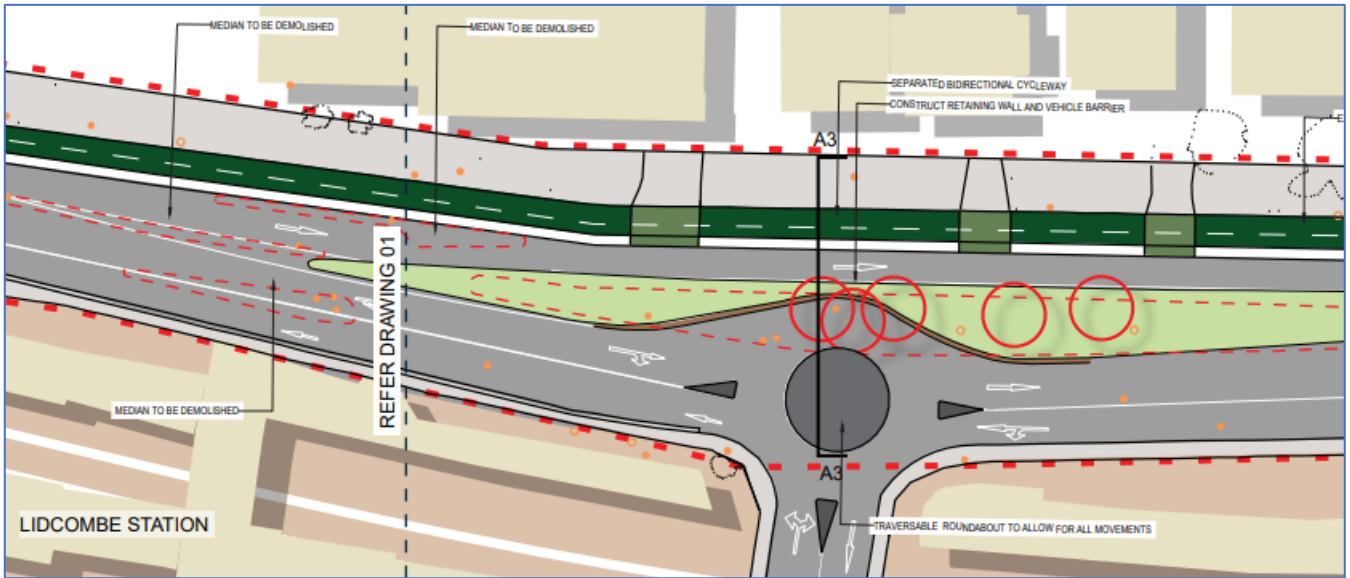 MEDIAN TO BE DEMOLISHED
MEDIAN TO BE DEMOLISHED
SEPARATED BIDIRECTIONAL CYCLEWAY
CONSTRUCT RETAINING WALL AND VEHICLE BARRIER
E
A3
REFER DRAWING 01
MEDIAN TO BE DEMOLISHED
A3
LIDCOMBE STATION
TRAVERSABLE ROUNDABOUT TO ALLOW FOR ALL MOVEMENTS